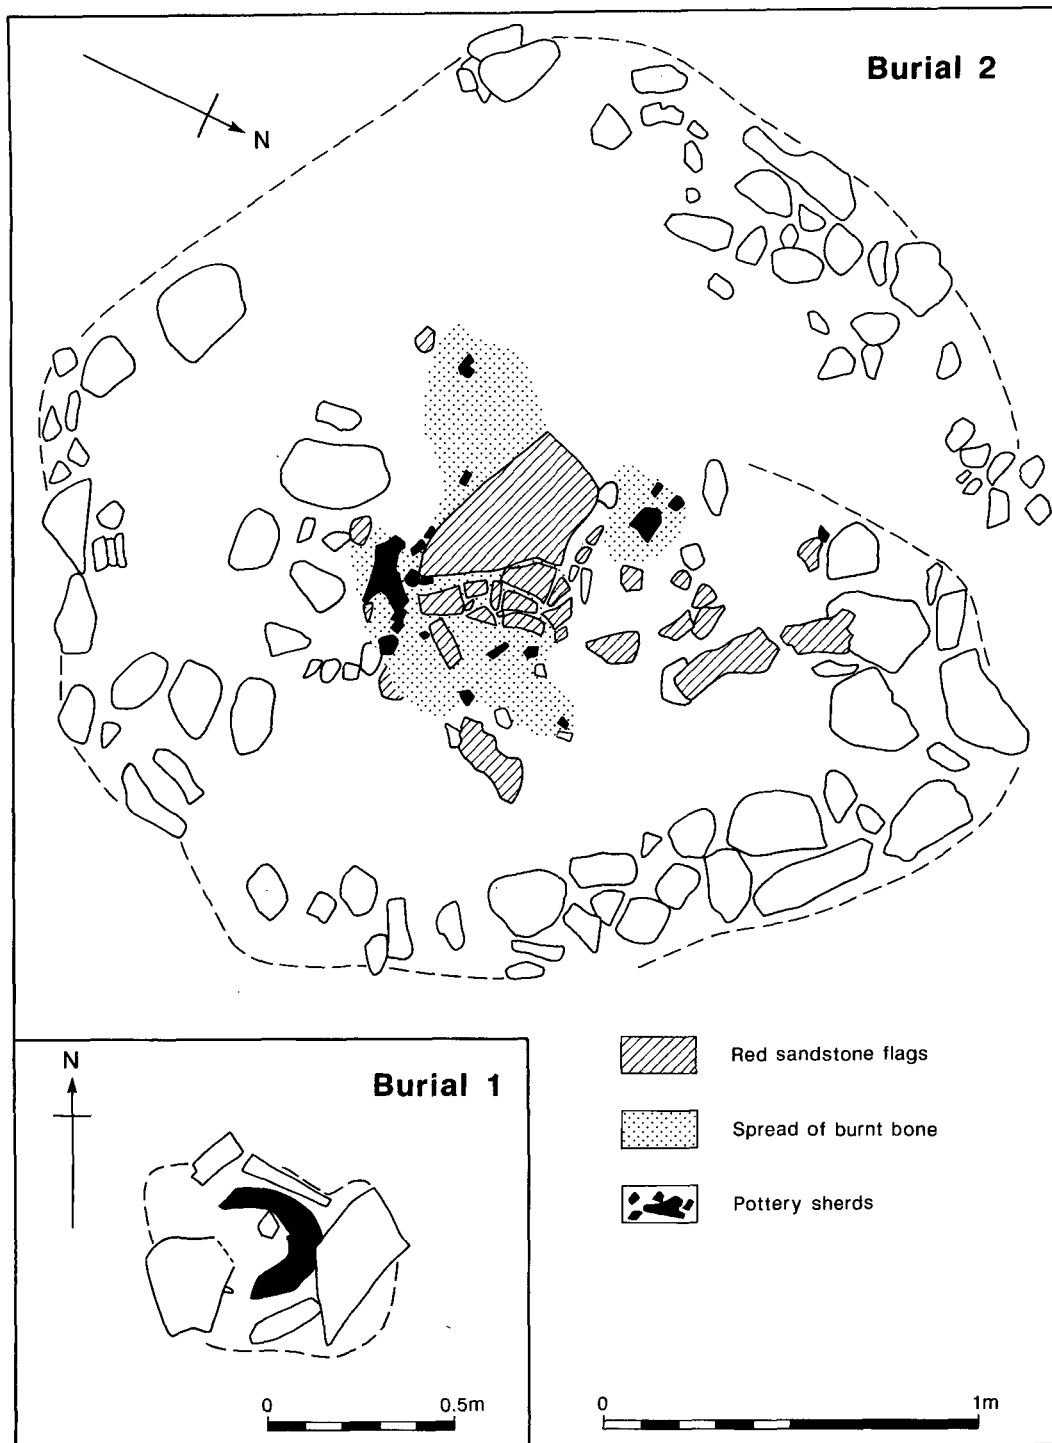 Burial 2
N
N
Burial 1
0 0.5m
Red sandstone flags
Spread of burnt bone
Pottery sherds
0 1m